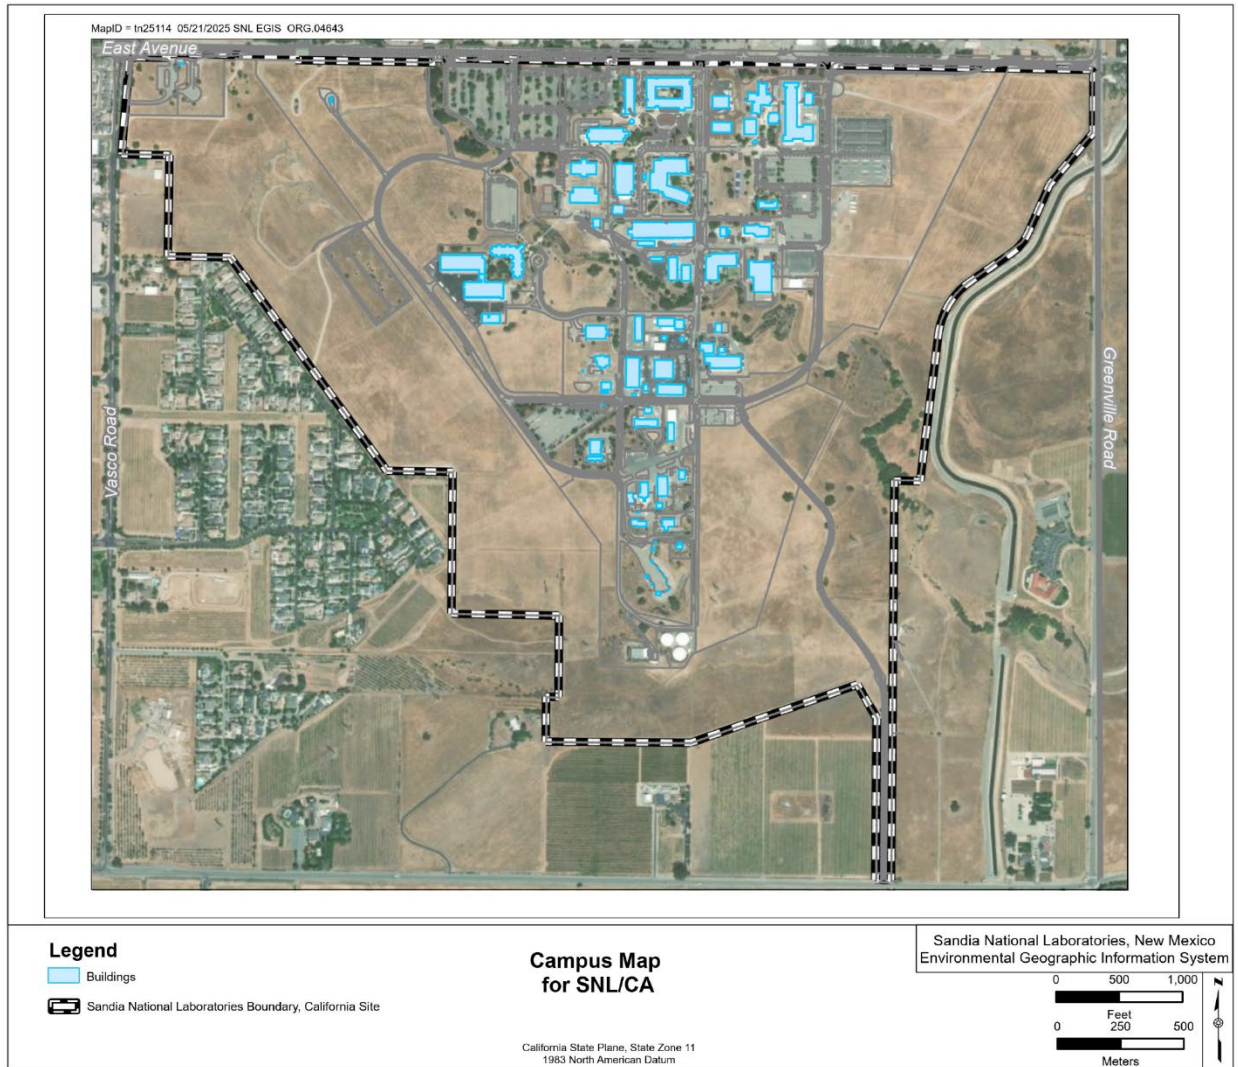 MapID = tn25114 05/21/2025 SNL EGIS ORG.04643
East Avenue
Vasco Road
Greenville Road
Legend
Buildings
Sandia National Laboratories Boundary, California Site
Campus Map
for SNL/CA
California State Plane, State Zone 11
1983 North American Datum
Sandia National Laboratories, New Mexico
Environmental Geographic Information System
0 500 1,000
Feet
0 250 500
Meters
N